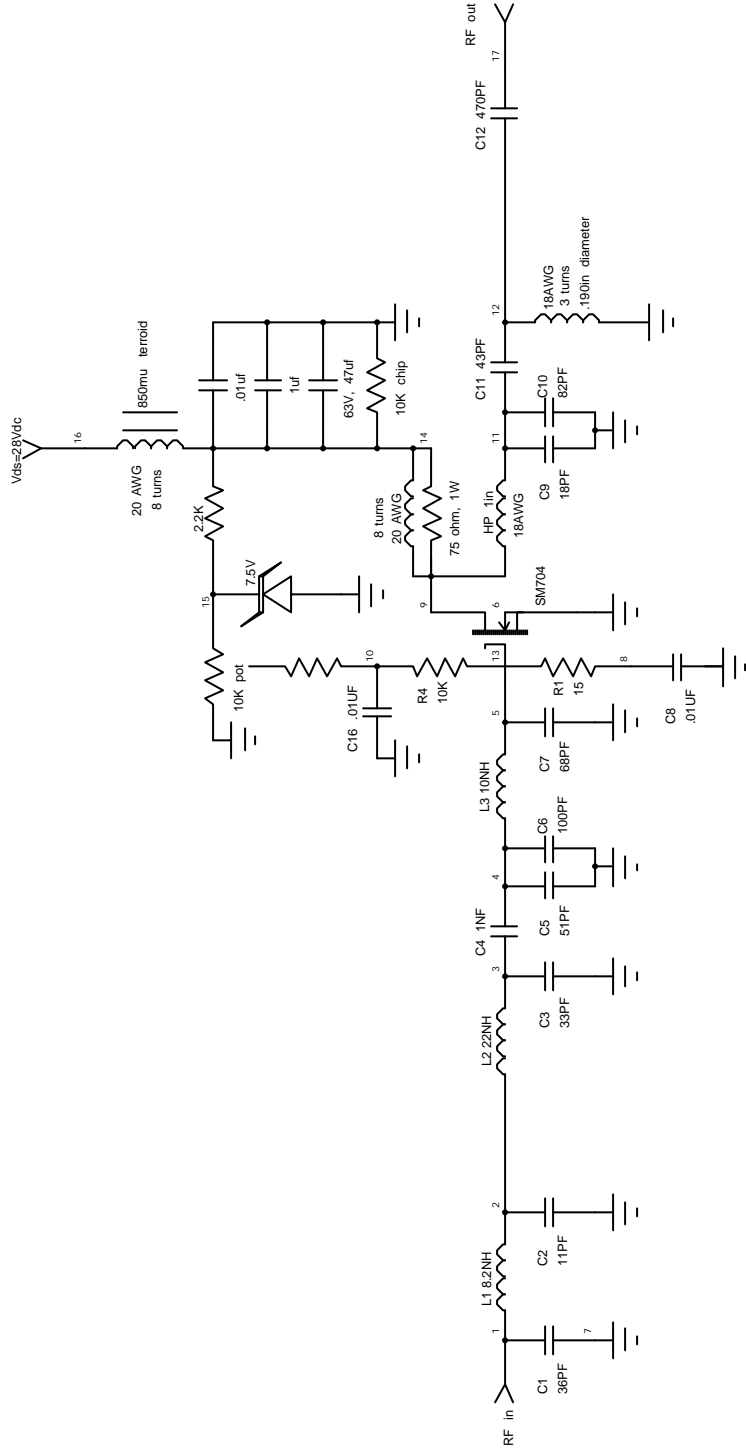 Vds=28Vdc
16
20 AWG
8 turns
850mu terroid
2.2K
15
10K pot
7.5V
.01uf
1uf
63V, 47uf
10K chip
14
8 turns
20 AWG
75 ohm, 1W
9
6
SM704
13
10
C16 .01UF
R4
10K
R1
15
8
C8
.01UF
RF in
1
C1
36PF
7
L1 8.2NH
2
C2
11PF
L2 22NH
3
C3
33PF
C4 1NF
4
C5
51PF
C6
100PF
L3 10NH
5
C7
68PF
HP 1in
18AWG
11
C9
18PF
C10
82PF
C11 43PF
12
18AWG
3 turns
.190in diameter
C12 470PF
17
RF out